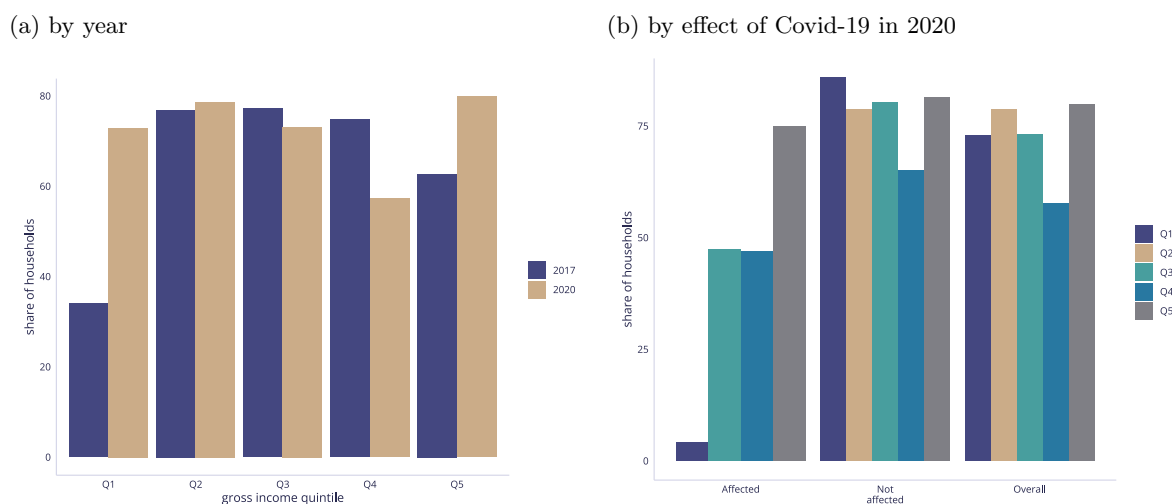 (a) by year
80
60
40
20
0
share of households
Q1 Q2 Q3 Q4 Q5
gross income quintile
2017
2020
(b) by effect of Covid-19 in 2020
75
50
25
0
share of households
Affected Not affected Overall
Q1
Q2
Q3
Q4
Q5